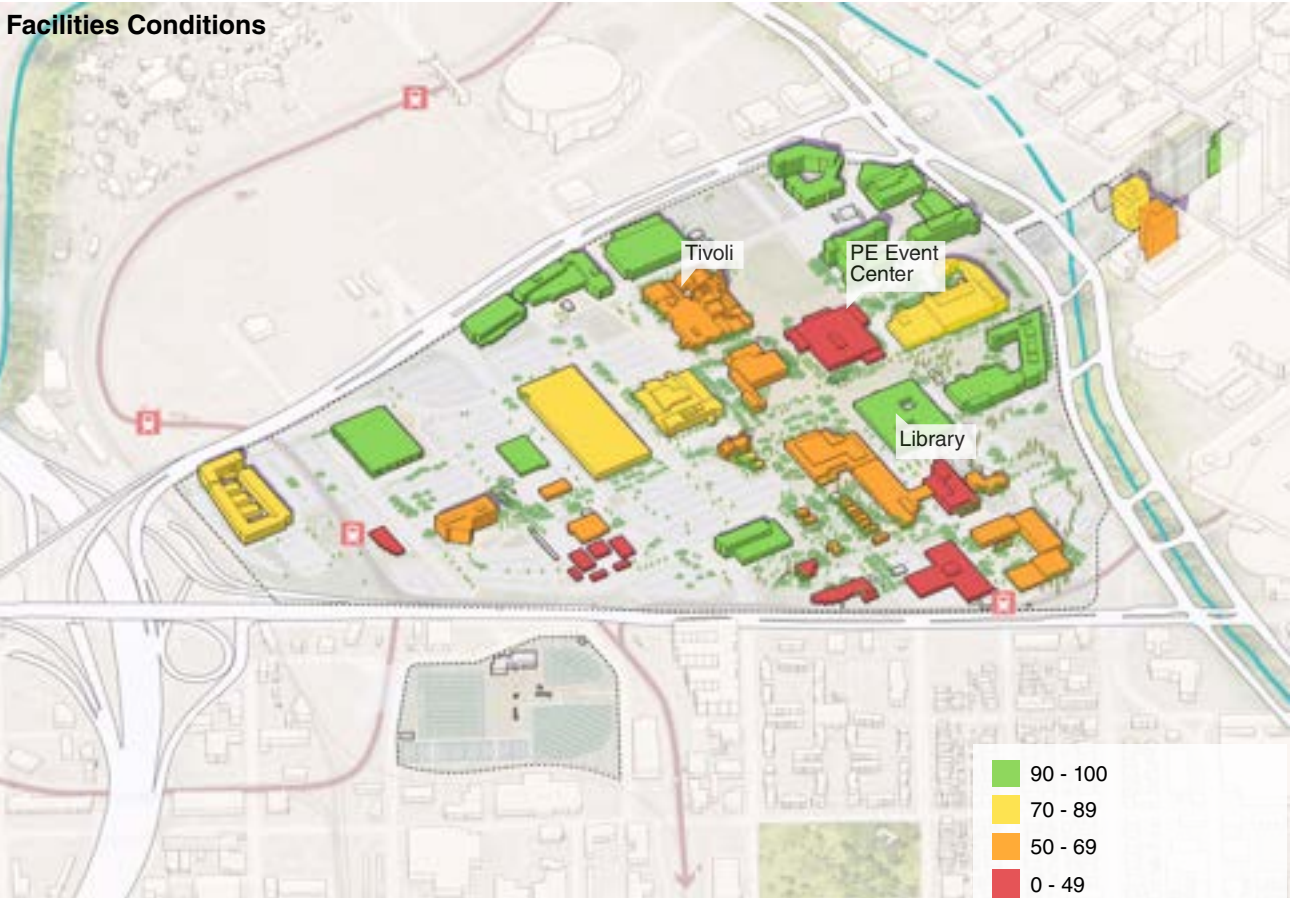 Facilities Conditions
Tivoli
PE Event
Center
Library
90 - 100
70 - 89
50 - 69
0 - 49